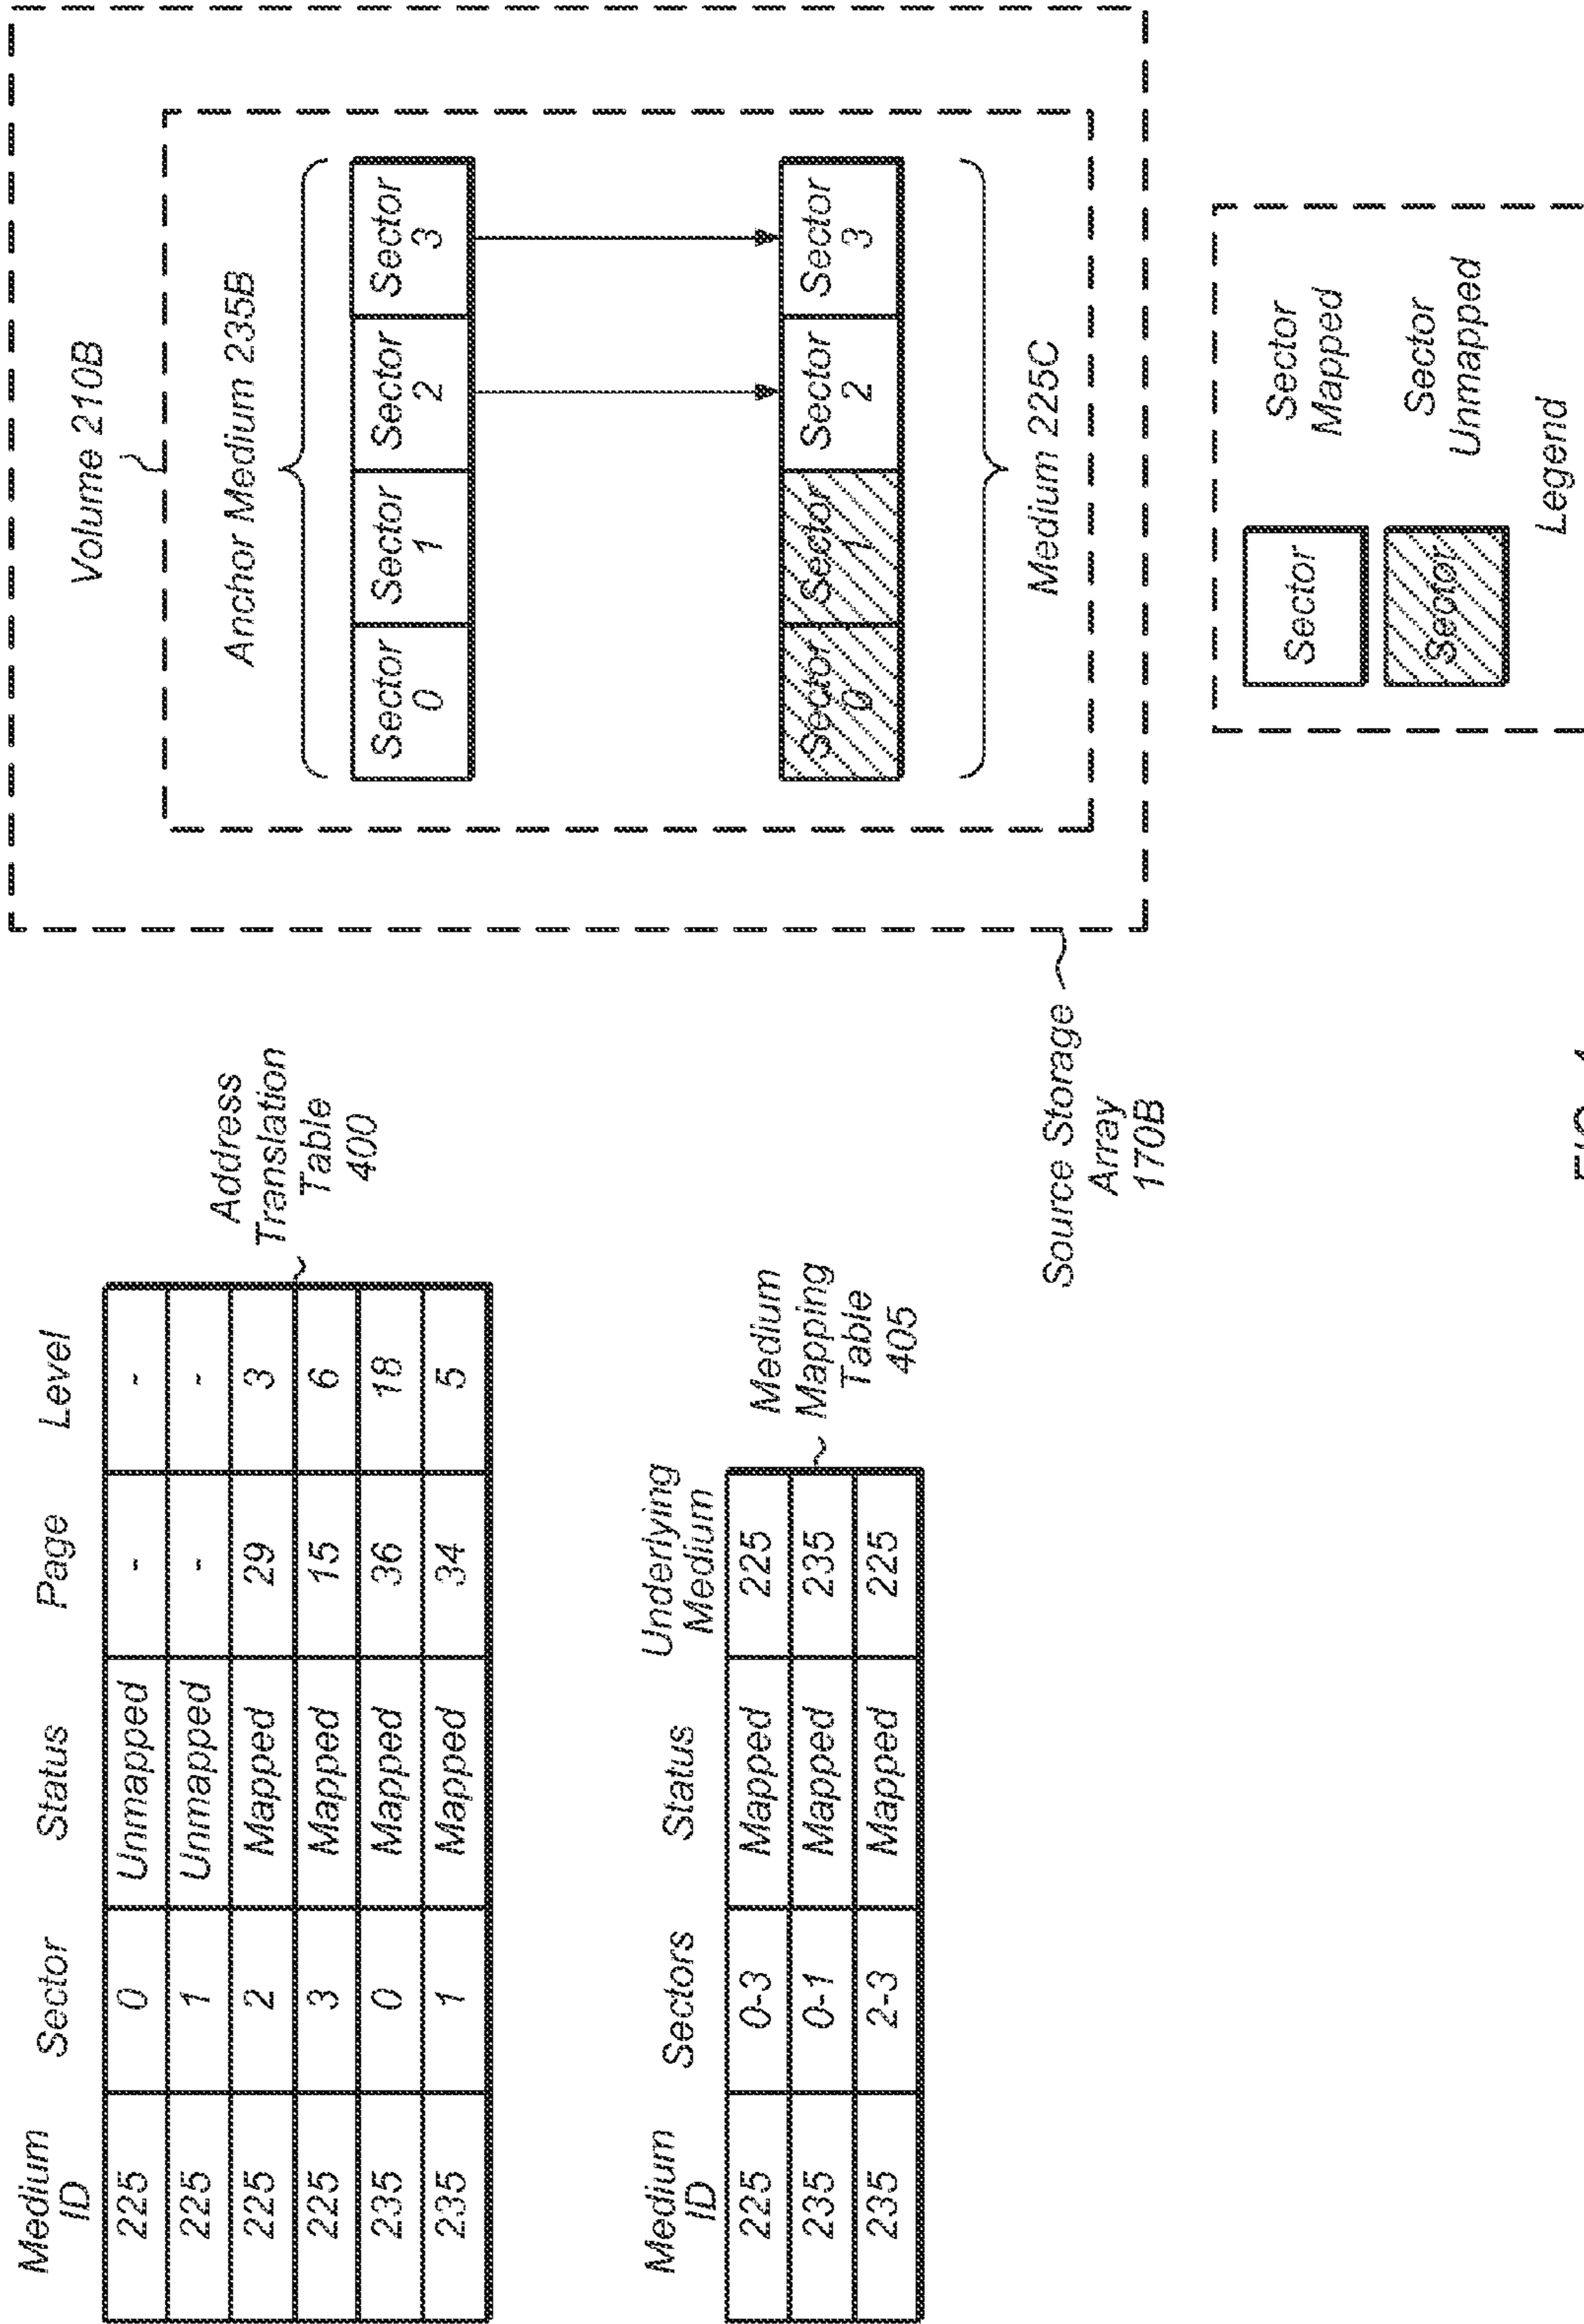 Medium
ID
Sector
Status
Page
Level
225 0 Unmapped - -
225 1 Unmapped - -
225 2 Mapped 29 3
225 3 Mapped 15 6
235 0 Mapped 36 18
235 1 Mapped 34 5
Address
Translation
Table
400
Medium
ID
Sectors
Status
Underlying
Medium
225 0-3 Mapped 225
235 0-1 Mapped 235
235 2-3 Mapped 225
Medium
Mapping
Table
405
Source Storage
Array
170B
Volume 210B
Anchor Medium 235B
Sector
0
Sector
1
Sector
2
Sector
3
Sector
0
Sector
1
Sector
2
Sector
3
Medium 225C
Sector
Sector
Mapped
Sector
Sector
Unmapped
Legend